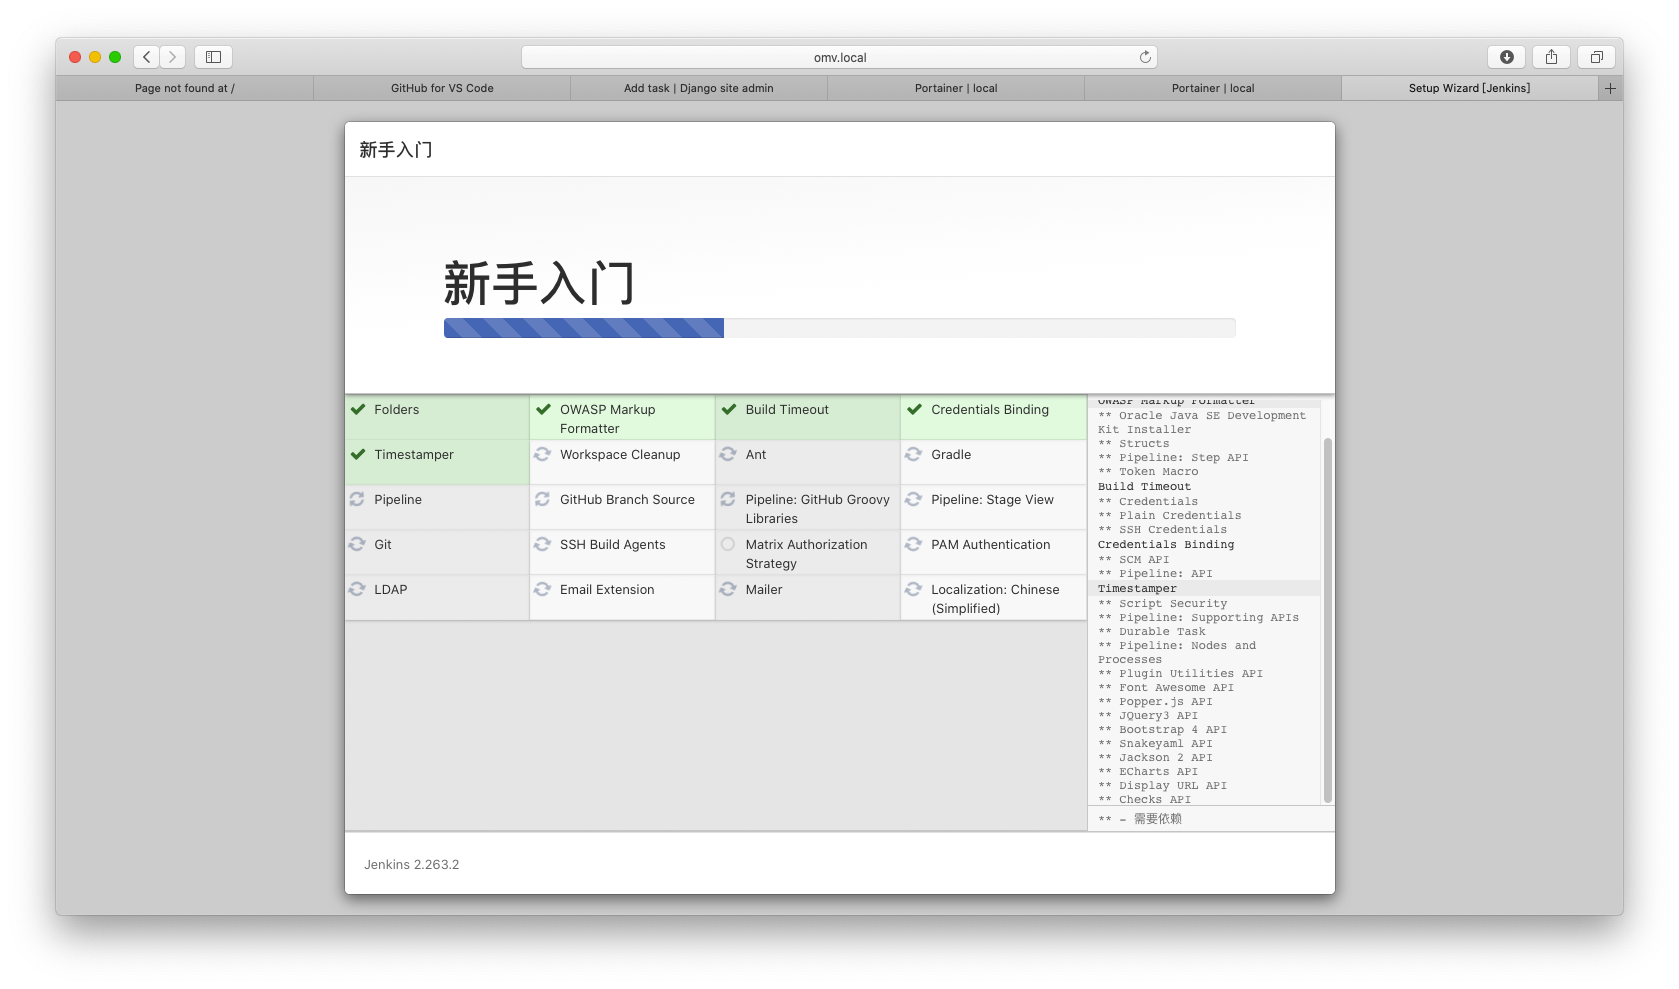 omv.local
Page not found at /
GitHub for VS Code
Add task | Django site admin
Portainer | local
Portainer | local
Setup Wizard [Jenkins]
新手入门
新手入门
Folders
OWASP Markup
Formatter
Build Timeout
Credentials Binding
Timestamper
Workspace Cleanup
Ant
Gradle
Pipeline
GitHub Branch Source
Pipeline: GitHub Groovy
Libraries
Pipeline: Stage View
Git
SSH Build Agents
Matrix Authorization
Strategy
PAM Authentication
LDAP
Email Extension
Mailer
Localization: Chinese
(Simplified)
OWASP Markup Formatter
** Oracle Java SE Development
Kit Installer
** Structs
** Pipeline: Step API
** Token Macro
Build Timeout
** Credentials
** Plain Credentials
** SSH Credentials
Credentials Binding
** SCM API
** Pipeline: API
Timestamper
** Script Security
** Pipeline: Supporting APIs
** Durable Task
** Pipeline: Nodes and
Processes
** Plugin Utilities API
** Font Awesome API
** Popper.js API
** JQuery3 API
** Bootstrap 4 API
** Snakeyaml API
** Jackson 2 API
** ECharts API
** Display URL API
** Checks API
** - 需要依赖
Jenkins 2.263.2